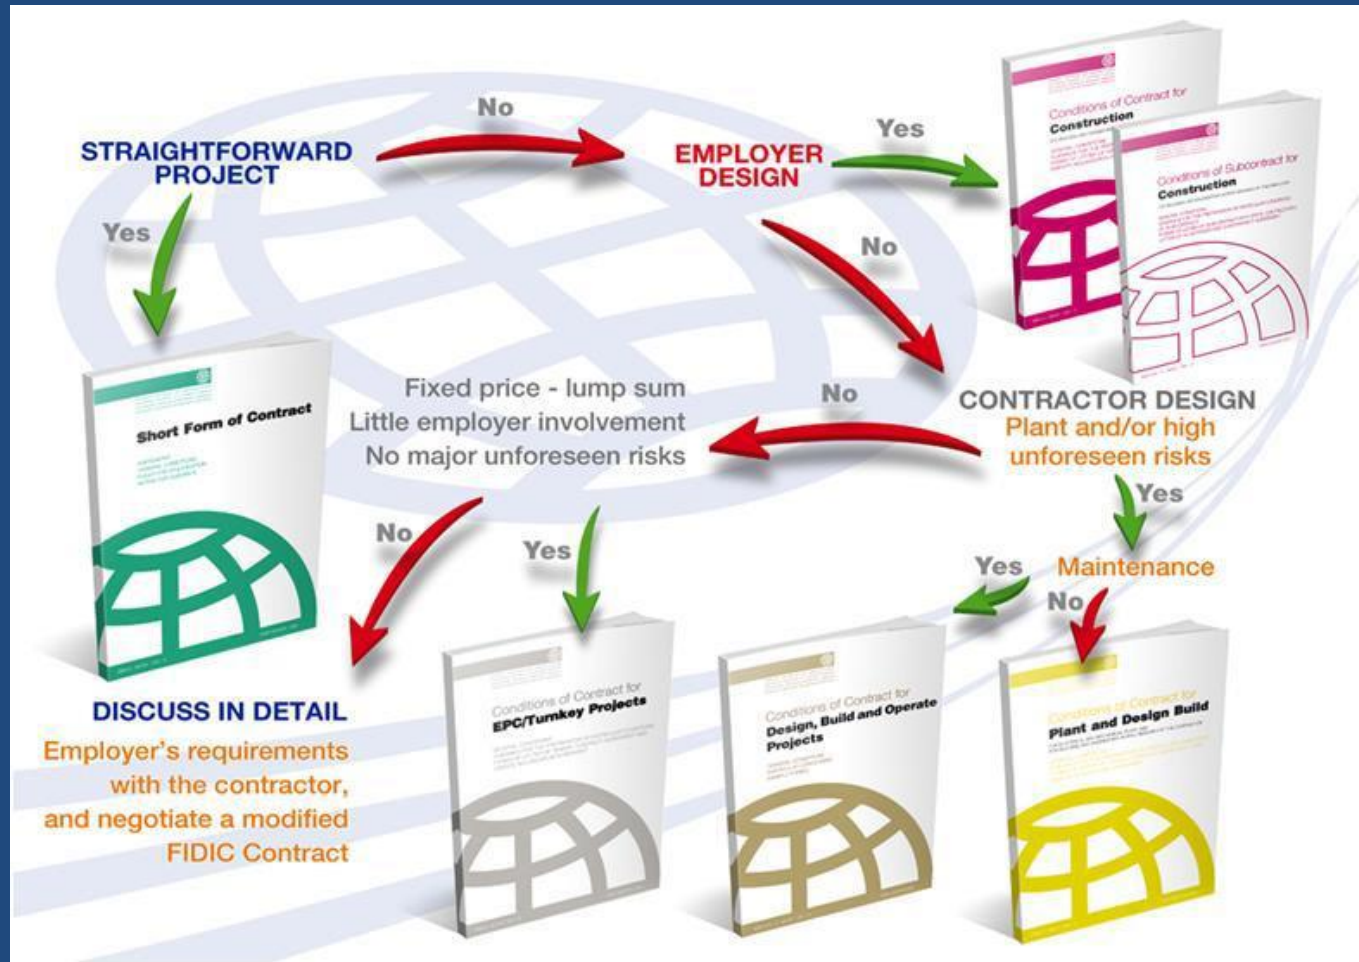 STRAIGHTFORWARD
PROJECT
No
EMPLOYER
DESIGN
Yes
Conditions of Contract for
Construction
Conditions of Subcontract for
Construction
Yes
No
Short Form of Contract
Fixed price - lump sum
Little employer involvement
No major unforeseen risks
No
CONTRACTOR DESIGN
Plant and/or high
unforeseen risks
Yes
No
Yes
Yes
Maintenance
No
DISCUSS IN DETAIL
Employer's requirements
with the contractor,
and negotiate a modified
FIDIC Contract
Conditions of Contract for
EPC/Turnkey Projects
Conditions of Contract for
Design, Build and Operate
Projects
Conditions of Contract for
Plant and Design Build